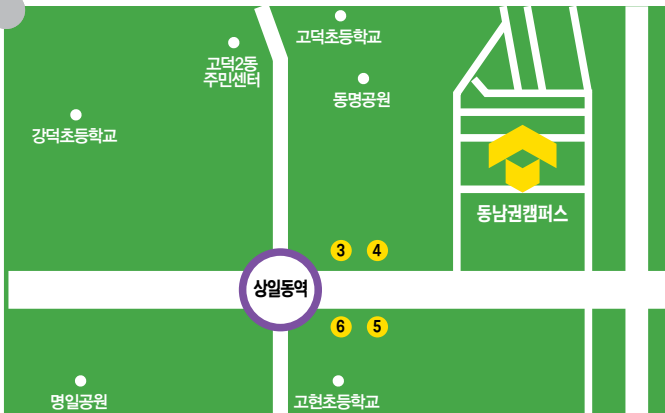 고덕초등학교
고덕2동
주민센터
동명공원
강덕초등학교
동남권캠퍼스
3
4
상일동역
6
5
명일공원
고현초등학교